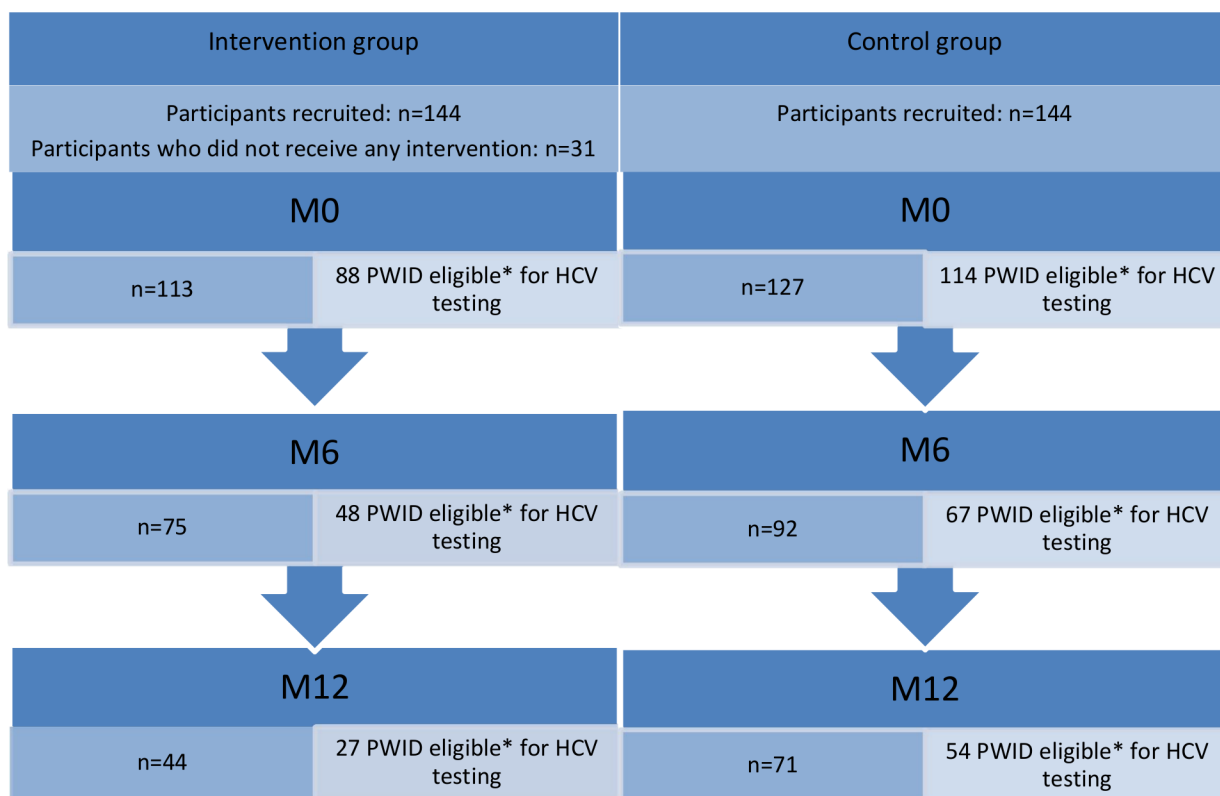 Intervention group
Control group
Participants recruited: n=144
Participants who did not receive any intervention: n=31
Participants recruited: n=144
M0
M0
n=113
88 PWID eligible* for HCV
testing
n=127
114 PWID eligible* for HCV
testing
M6
M6
n=75
48 PWID eligible* for HCV
testing
n=92
67 PWID eligible* for HCV
testing
M12
M12
n=44
27 PWID eligible* for HCV
testing
n=71
54 PWID eligible* for HCV
testing